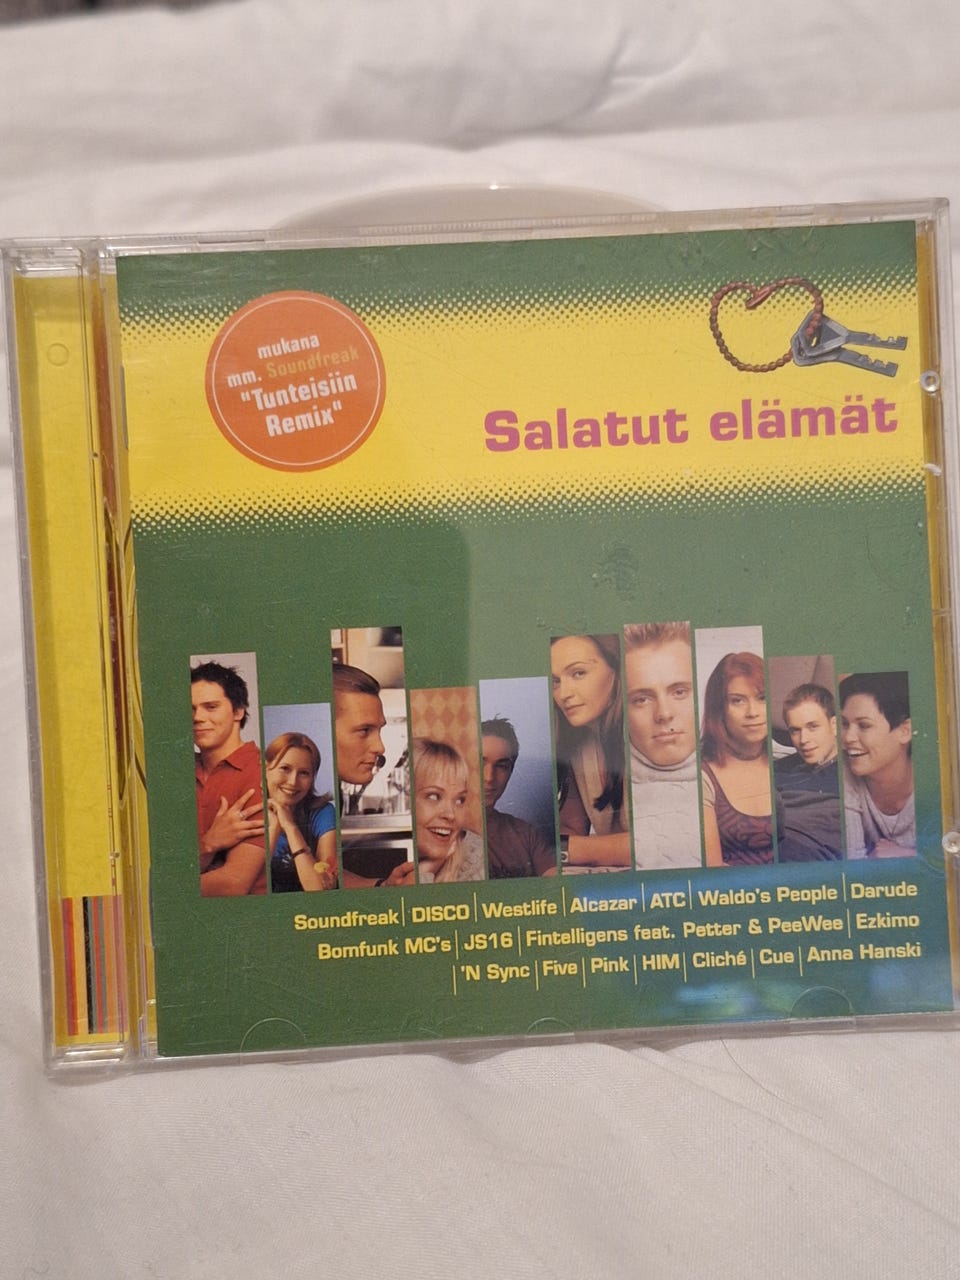 mukana
mm. Soundfreak
"Tunteisiin
Remix"
Salatut elämät
Soundfreak | DISCO | Westlife | Alcazar | ATC | Waldo's People | Darude
Bomfunk MC's | JS16 | Fintelligens feat. Petter & PeeWee | Ezkimo
| 'N Sync | Five | Pink | HIM | Cliché | Cue | Anna Hanski